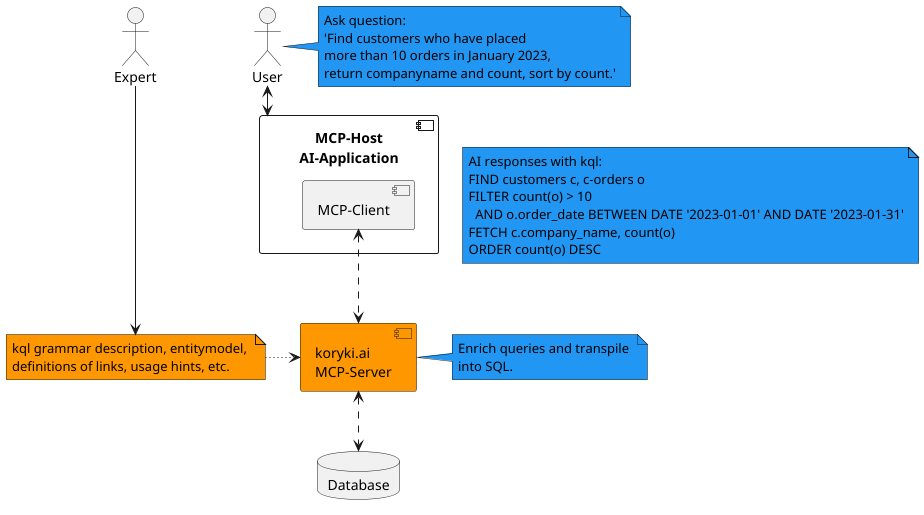 Ask question:
'Find customers who have placed
more than 10 orders in January 2023,
return companyname and count, sort by count.'
Expert
User
MCP-Host
AI-Application
MCP-Client
AI responses with kql:
FIND customers c, c-orders o
FILTER count(o) > 10
  AND o.order_date BETWEEN DATE '2023-01-01' AND DATE '2023-01-31'
FETCH c.company_name, count(o)
ORDER count(o) DESC
kql grammar description, entitymodel,
definitions of links, usage hints, etc.
koryki.ai
MCP-Server
Enrich queries and transpile
into SQL.
Database